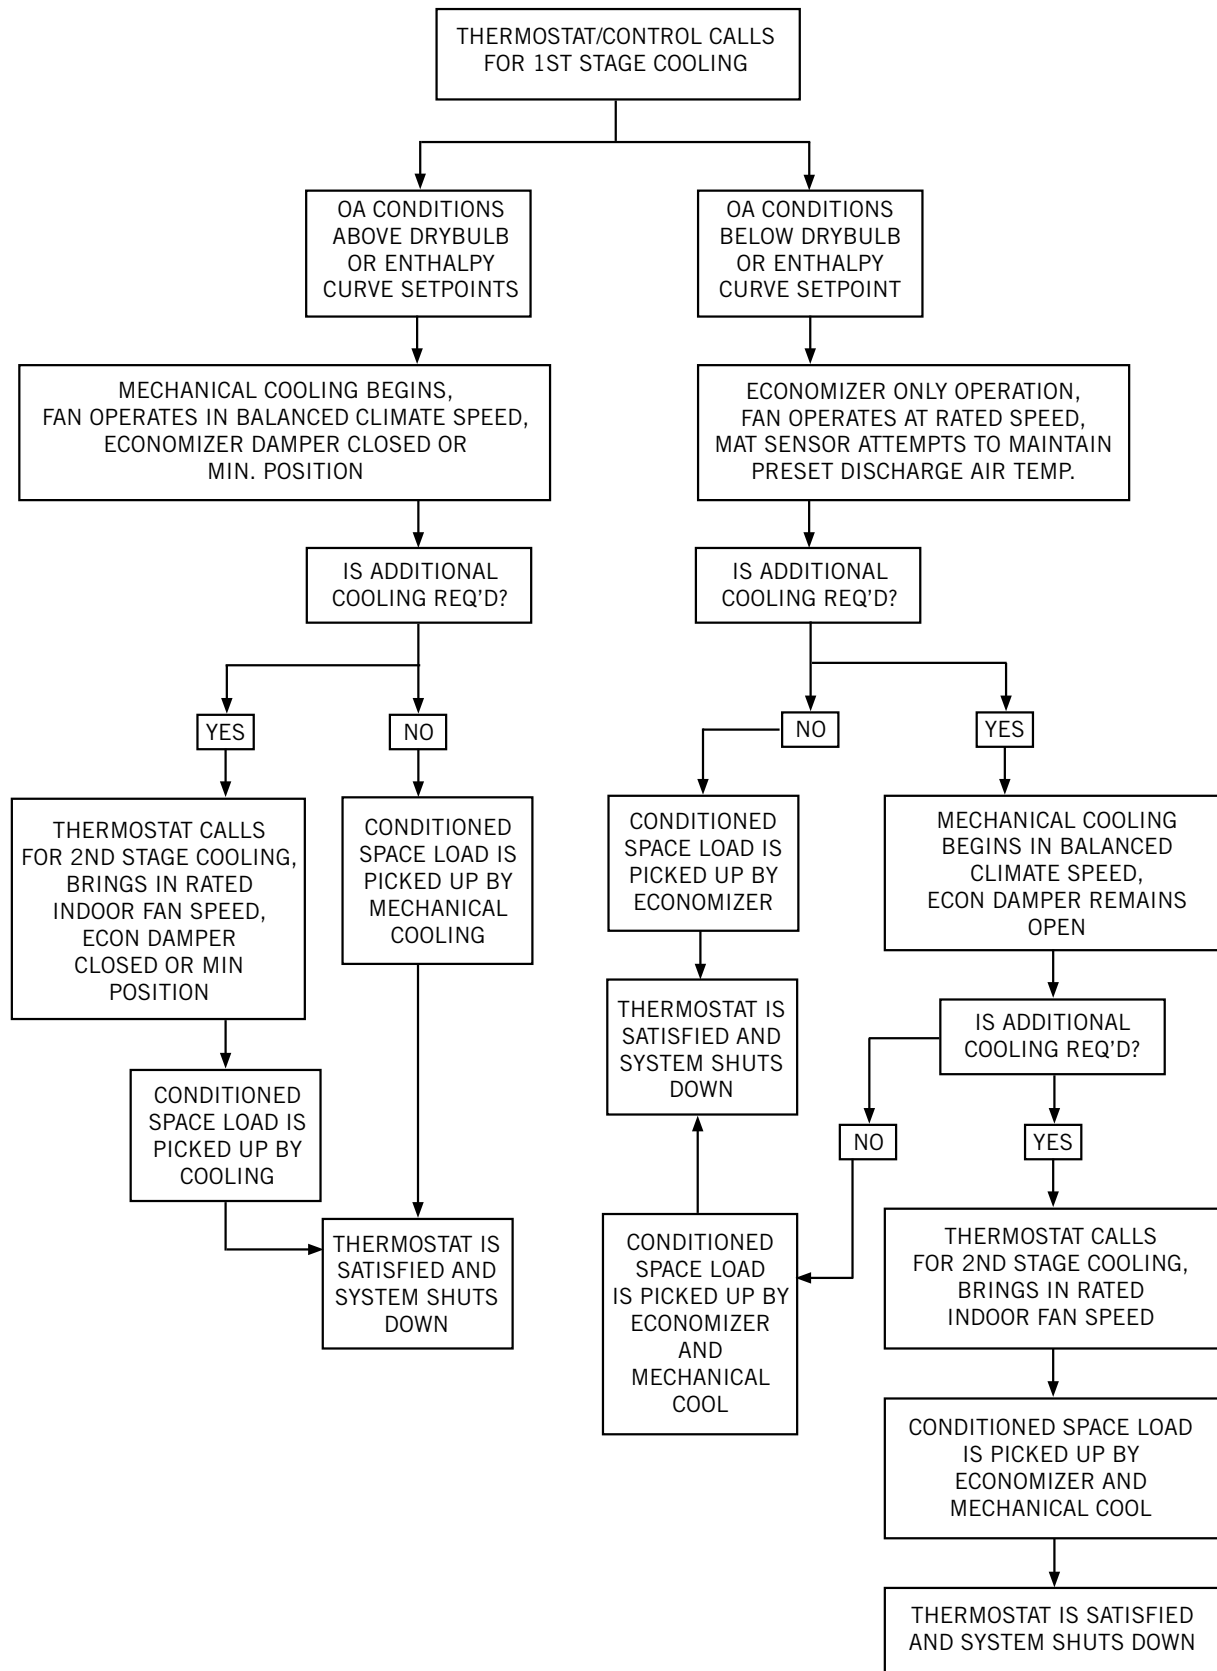 THERMOSTAT/CONTROL CALLS
FOR 1ST STAGE COOLING
OA CONDITIONS
ABOVE DRYBULB
OR ENTHALPY
CURVE SETPOINTS
OA CONDITIONS
BELOW DRYBULB
OR ENTHALPY
CURVE SETPOINT
MECHANICAL COOLING BEGINS,
FAN OPERATES IN BALANCED CLIMATE SPEED,
ECONOMIZER DAMPER CLOSED OR
MIN. POSITION
ECONOMIZER ONLY OPERATION,
FAN OPERATES AT RATED SPEED,
MAT SENSOR ATTEMPTS TO MAINTAIN
PRESET DISCHARGE AIR TEMP.
IS ADDITIONAL
COOLING REQ'D?
IS ADDITIONAL
COOLING REQ'D?
YES
NO
NO
YES
THERMOSTAT CALLS
FOR 2ND STAGE COOLING,
BRINGS IN RATED
INDOOR FAN SPEED,
ECON DAMPER
CLOSED OR MIN
POSITION
CONDITIONED
SPACE LOAD IS
PICKED UP BY
MECHANICAL
COOLING
CONDITIONED
SPACE LOAD IS
PICKED UP BY
ECONOMIZER
MECHANICAL COOLING
BEGINS IN BALANCED
CLIMATE SPEED,
ECON DAMPER REMAINS
OPEN
THERMOSTAT IS
SATISFIED AND
SYSTEM SHUTS
DOWN
IS ADDITIONAL
COOLING REQ'D?
CONDITIONED
SPACE LOAD IS
PICKED UP BY
COOLING
NO
YES
THERMOSTAT IS
SATISFIED AND
SYSTEM SHUTS
DOWN
CONDITIONED
SPACE LOAD
IS PICKED UP BY
ECONOMIZER
AND
MECHANICAL
COOL
THERMOSTAT CALLS
FOR 2ND STAGE COOLING,
BRINGS IN RATED
INDOOR FAN SPEED
CONDITIONED SPACE LOAD
IS PICKED UP BY
ECONOMIZER AND
MECHANICAL COOL
THERMOSTAT IS SATISFIED
AND SYSTEM SHUTS DOWN